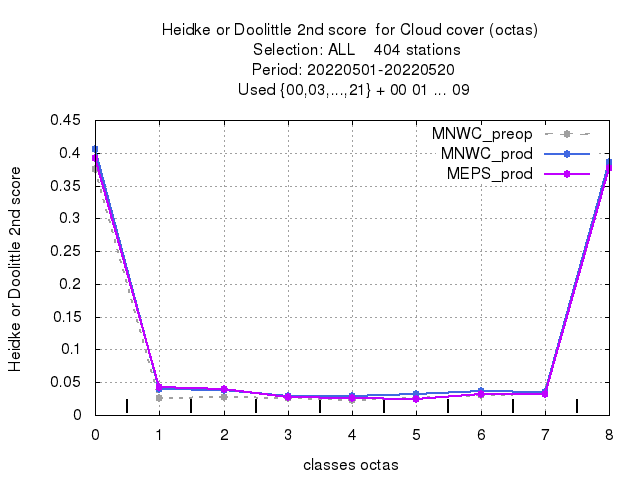 Heidke or Doolittle 2nd score  for Cloud cover (octas)
Selection: ALL    404 stations
Period: 20220501-20220520
Used {00,03,...,21} + 00 01 ... 09
MNWC_preop
MNWC_prod
MEPS_prod
Heidke or Doolittle 2nd score
0.45
0.4
0.35
0.3
0.25
0.2
0.15
0.1
0.05
0
0 1 2 3 4 5 6 7 8
classes octas